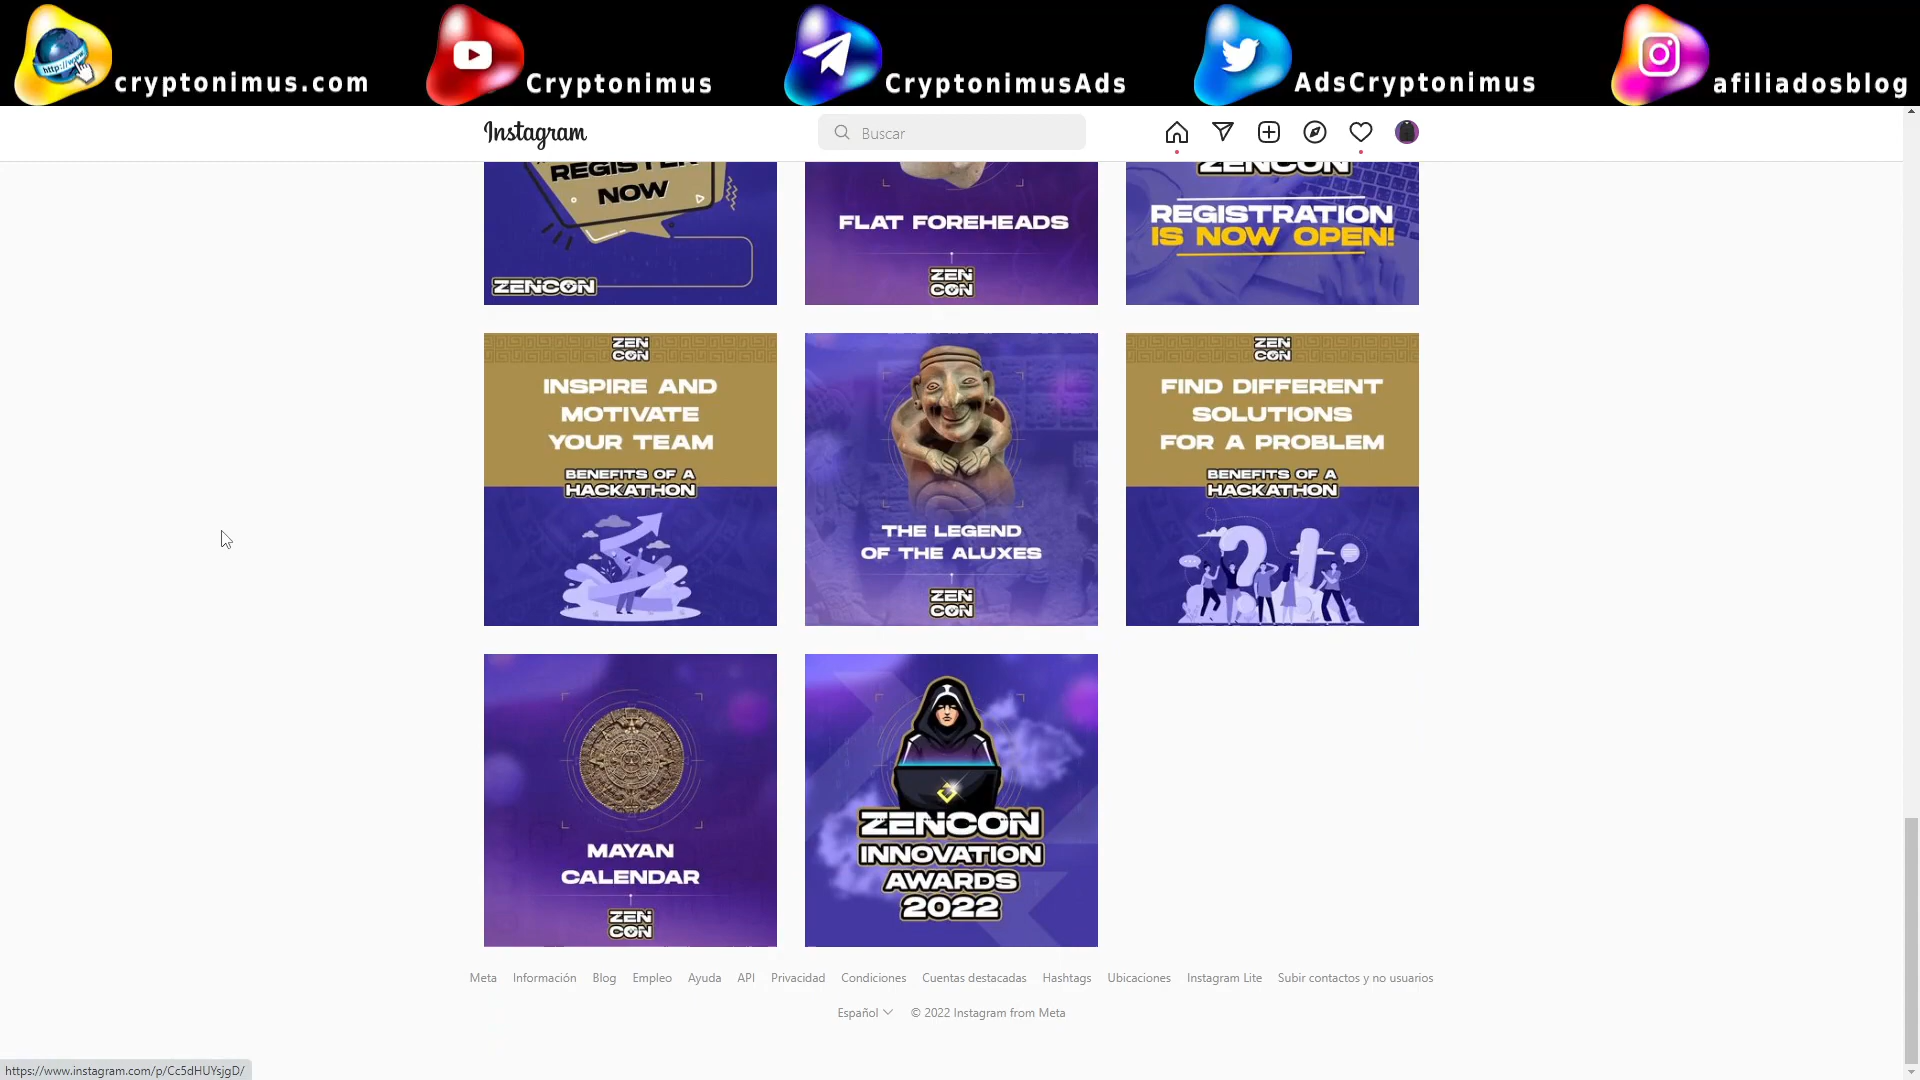 cryptonimus.com
Cryptonimus
CryptonimusAds
AdsCryptonimus
afiliadosblog
Instagram
Buscar
REGISTER
NOW
ZENCON
FLAT FOREHEADS
ZEN
CON
ZENCON
REGISTRATION
IS NOW OPEN!
ZEN
CON
INSPIRE AND
MOTIVATE
YOUR TEAM
BENEFITS OF A
HACKATHON
THE LEGEND
OF THE ALUXES
ZEN
CON
ZEN
CON
FIND DIFFERENT
SOLUTIONS
FOR A PROBLEM
BENEFITS OF A
HACKATHON
MAYAN
CALENDAR
ZEN
CON
ZENCON
INNOVATION
AWARDS
2022
Meta Información Blog Empleo Ayuda API Privacidad Condiciones Cuentas destacadas Hashtags Ubicaciones Instagram Lite Subir contactos y no usuarios
Español © 2022 Instagram from Meta
https://www.instagram.com/p/Cc5dHUYsjgD/